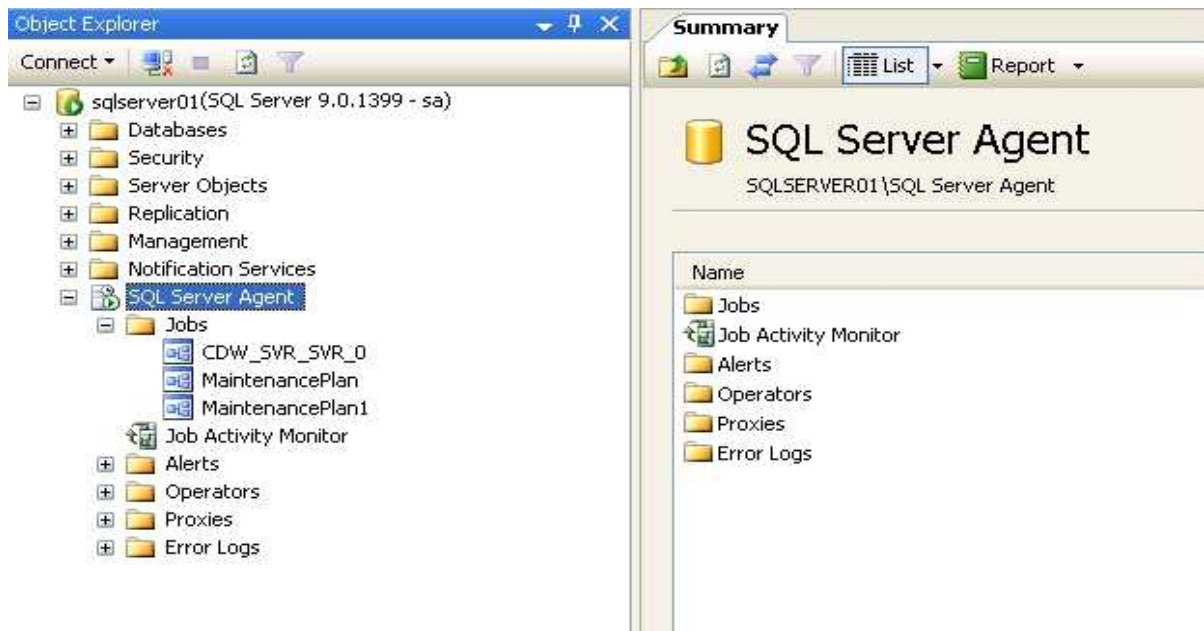 Object Explorer
Connect
sqlserver01(SQL Server 9.0.1399 - sa)
Databases
Security
Server Objects
Replication
Management
Notification Services
SQL Server Agent
Jobs
CDW_SVR_SVR_0
MaintenancePlan
MaintenancePlan1
Job Activity Monitor
Alerts
Operators
Proxies
Error Logs
Summary
List
Report
SQL Server Agent
SQLSERVER01\SQL Server Agent
Name
Jobs
Job Activity Monitor
Alerts
Operators
Proxies
Error Logs